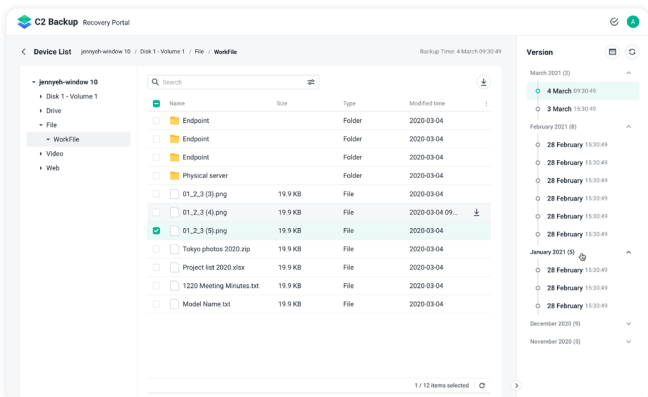 C2 Backup Recovery Portal
A
Device List jennyeh-window 10 / Disk 1 - Volume 1 / File / WorkFile
Backup Time: 4 March 09:30:49
jennyeh-window 10
Disk 1 - Volume 1
Drive
File
WorkFile
Video
Web
Search
Name Size Type Modified time
Endpoint Folder 2020-03-04
Endpoint Folder 2020-03-04
Endpoint Folder 2020-03-04
Physical server Folder 2020-03-04
01_2_3 (3).png 19.9 KB File 2020-03-04
01_2_3 (4).png 19.9 KB File 2020-03-04 09...
01_2_3 (5).png 19.9 KB File 2020-03-04
Tokyo photos 2020.zip 19.9 KB File 2020-03-04
Project list 2020.xlsx 19.9 KB File 2020-03-04
1220 Meeting Minutes.txt 19.9 KB File 2020-03-04
Model Name.txt 19.9 KB File 2020-03-04
1 / 12 items selected
Version
March 2021 (2)
4 March 09:30:49
3 March 15:30:49
February 2021 (8)
28 February 15:30:49
28 February 15:30:49
28 February 15:30:49
28 February 15:30:49
28 February 15:30:49
28 February 15:30:49
January 2021 (5)
28 February 15:30:49
28 February 15:30:49
28 February 15:30:49
December 2020 (9)
November 2020 (5)